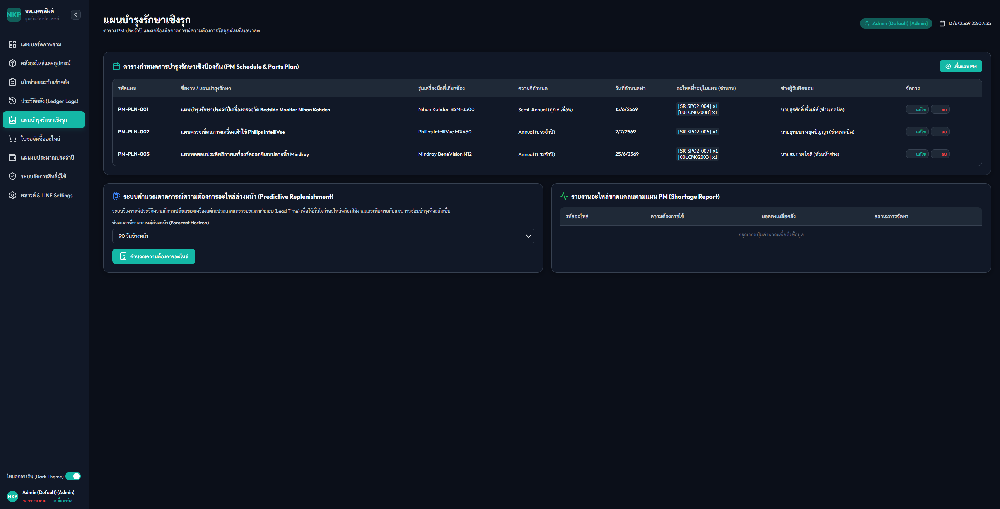 NKP
รพ.นครพิงค์
ศูนย์เครื่องมือแพทย์
แดชบอร์ดภาพรวม
คลังอะไหล่และอุปกรณ์
เบิกจ่ายและรับเข้าคลัง
ประวัติคลัง (Ledger Logs)
แผนบำรุงรักษาเชิงรุก
ใบขอจัดซื้ออะไหล่
แผนงบประมาณประจำปี
ระบบจัดการสิทธิ์ผู้ใช้
คลาวด์ & LINE Settings
โหมดกลางคืน (Dark Theme)
NKP
Admin (Default) (Admin)
ออกจากระบบ | เปลี่ยนรหัส
แผนบำรุงรักษาเชิงรุก
ตาราง PM ประจำปี และเครื่องมือคาดการณ์ความต้องการวัสดุอะไหล่ในอนาคต
Admin (Default) [Admin]
13/6/2569 22:07:35
ตารางกำหนดการบำรุงรักษาเชิงป้องกัน (PM Schedule & Parts Plan)
เพิ่มแผน PM
รหัสแผน ชื่องาน / แผนบำรุงรักษา รุ่นเครื่องมือที่เกี่ยวข้อง ความถี่กำหนด วันที่กำหนดทำ อะไหล่ที่ระบุในแผน (จำนวน) ช่างผู้รับผิดชอบ จัดการ
PM-PLN-001 แผนบำรุงรักษาประจำปีเครื่องตรวจวัด Bedside Monitor Nihon Kohden Nihon Kohden BSM-3500 Semi-Annual (ทุก 6 เดือน) 15/6/2569 [SR-SPO2-004] x1
[001CM02008] x1 นายสุรศักดิ์ พึ่งเล่ห์ (ช่างเทคนิค) แก้ไข ลบ
PM-PLN-002 แผนตรวจเช็คสภาพเครื่องเฝ้าไข้ Philips IntelliVue Philips IntelliVue MX450 Annual (ประจำปี) 2/7/2569 [SR-SPO2-005] x1 นายยุทธนา หยุดปัญญา (ช่างเทคนิค) แก้ไข ลบ
PM-PLN-003 แผนทดสอบประสิทธิภาพเครื่องวัดออกซิเจนปลายนิ้ว Mindray Mindray BeneVision N12 Annual (ประจำปี) 25/6/2569 [SR-SPO2-007] x1
[001CM02003] x1 นายสมชาย ใจดี (หัวหน้าช่าง) แก้ไข ลบ
ระบบคำนวณคาดการณ์ความต้องการอะไหล่ล่วงหน้า (Predictive Replenishment)
ระบบวิเคราะห์ประวัติความถี่การเปลี่ยนของเครื่องแต่ละประเภทและระยะเวลาส่งมอบ (Lead Time) เพื่อให้มั่นใจว่าอะไหล่พร้อมใช้งานและเพียงพอกับแผนการซ่อมบำรุงที่จะเกิดขึ้น
ช่วงเวลาที่คาดการณ์ล่วงหน้า (Forecast Horizon)
90 วันข้างหน้า
คำนวณความต้องการอะไหล่
รายงานอะไหล่ขาดแคลนตามแผน PM (Shortage Report)
รหัสอะไหล่ ความต้องการใช้ ยอดคงเหลือคลัง สถานะการจัดหา
กรุณากดปุ่มคำนวณเพื่อดึงข้อมูล